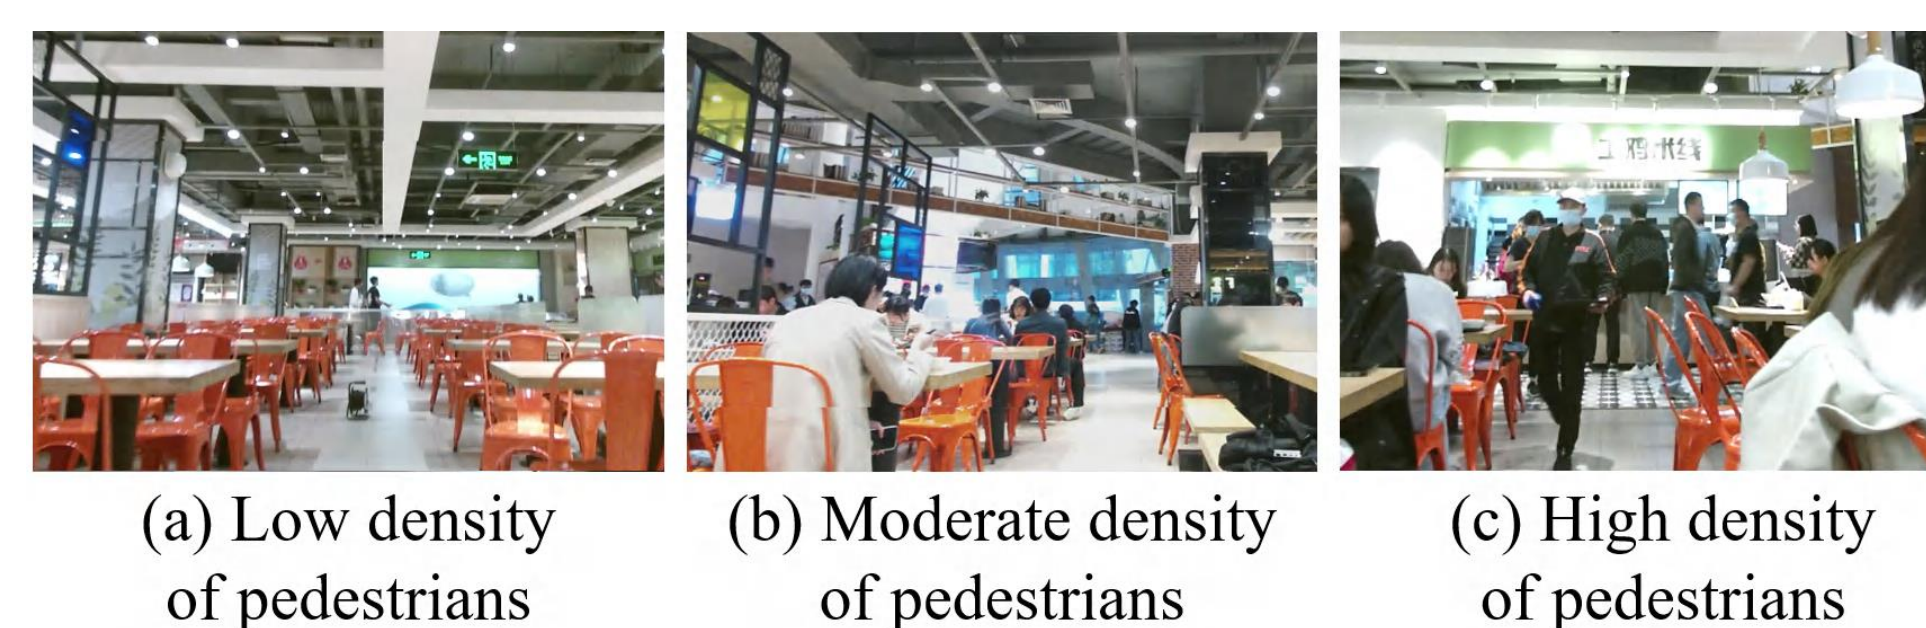 (a) Low density
of pedestrians
(b) Moderate density
of pedestrians
(c) High density
of pedestrians